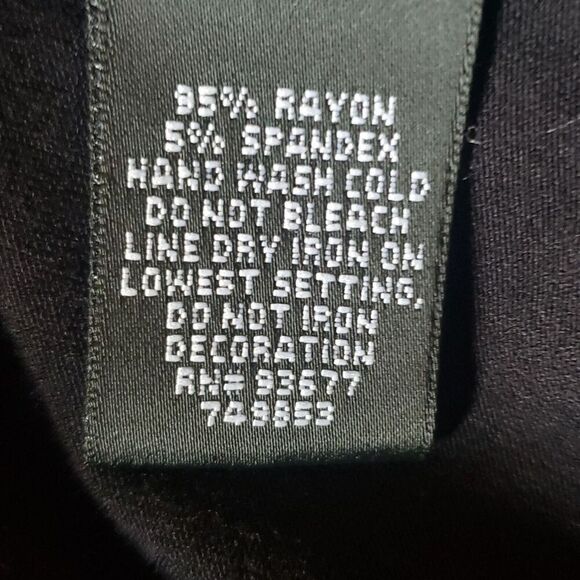 95% RAYON
5% SPANDEX
HAND WASH COLD
DO NOT BLEACH
LINE DRY IRON ON
LOWEST SETTING.
DO NOT IRON
DECORATION
RN= 93677